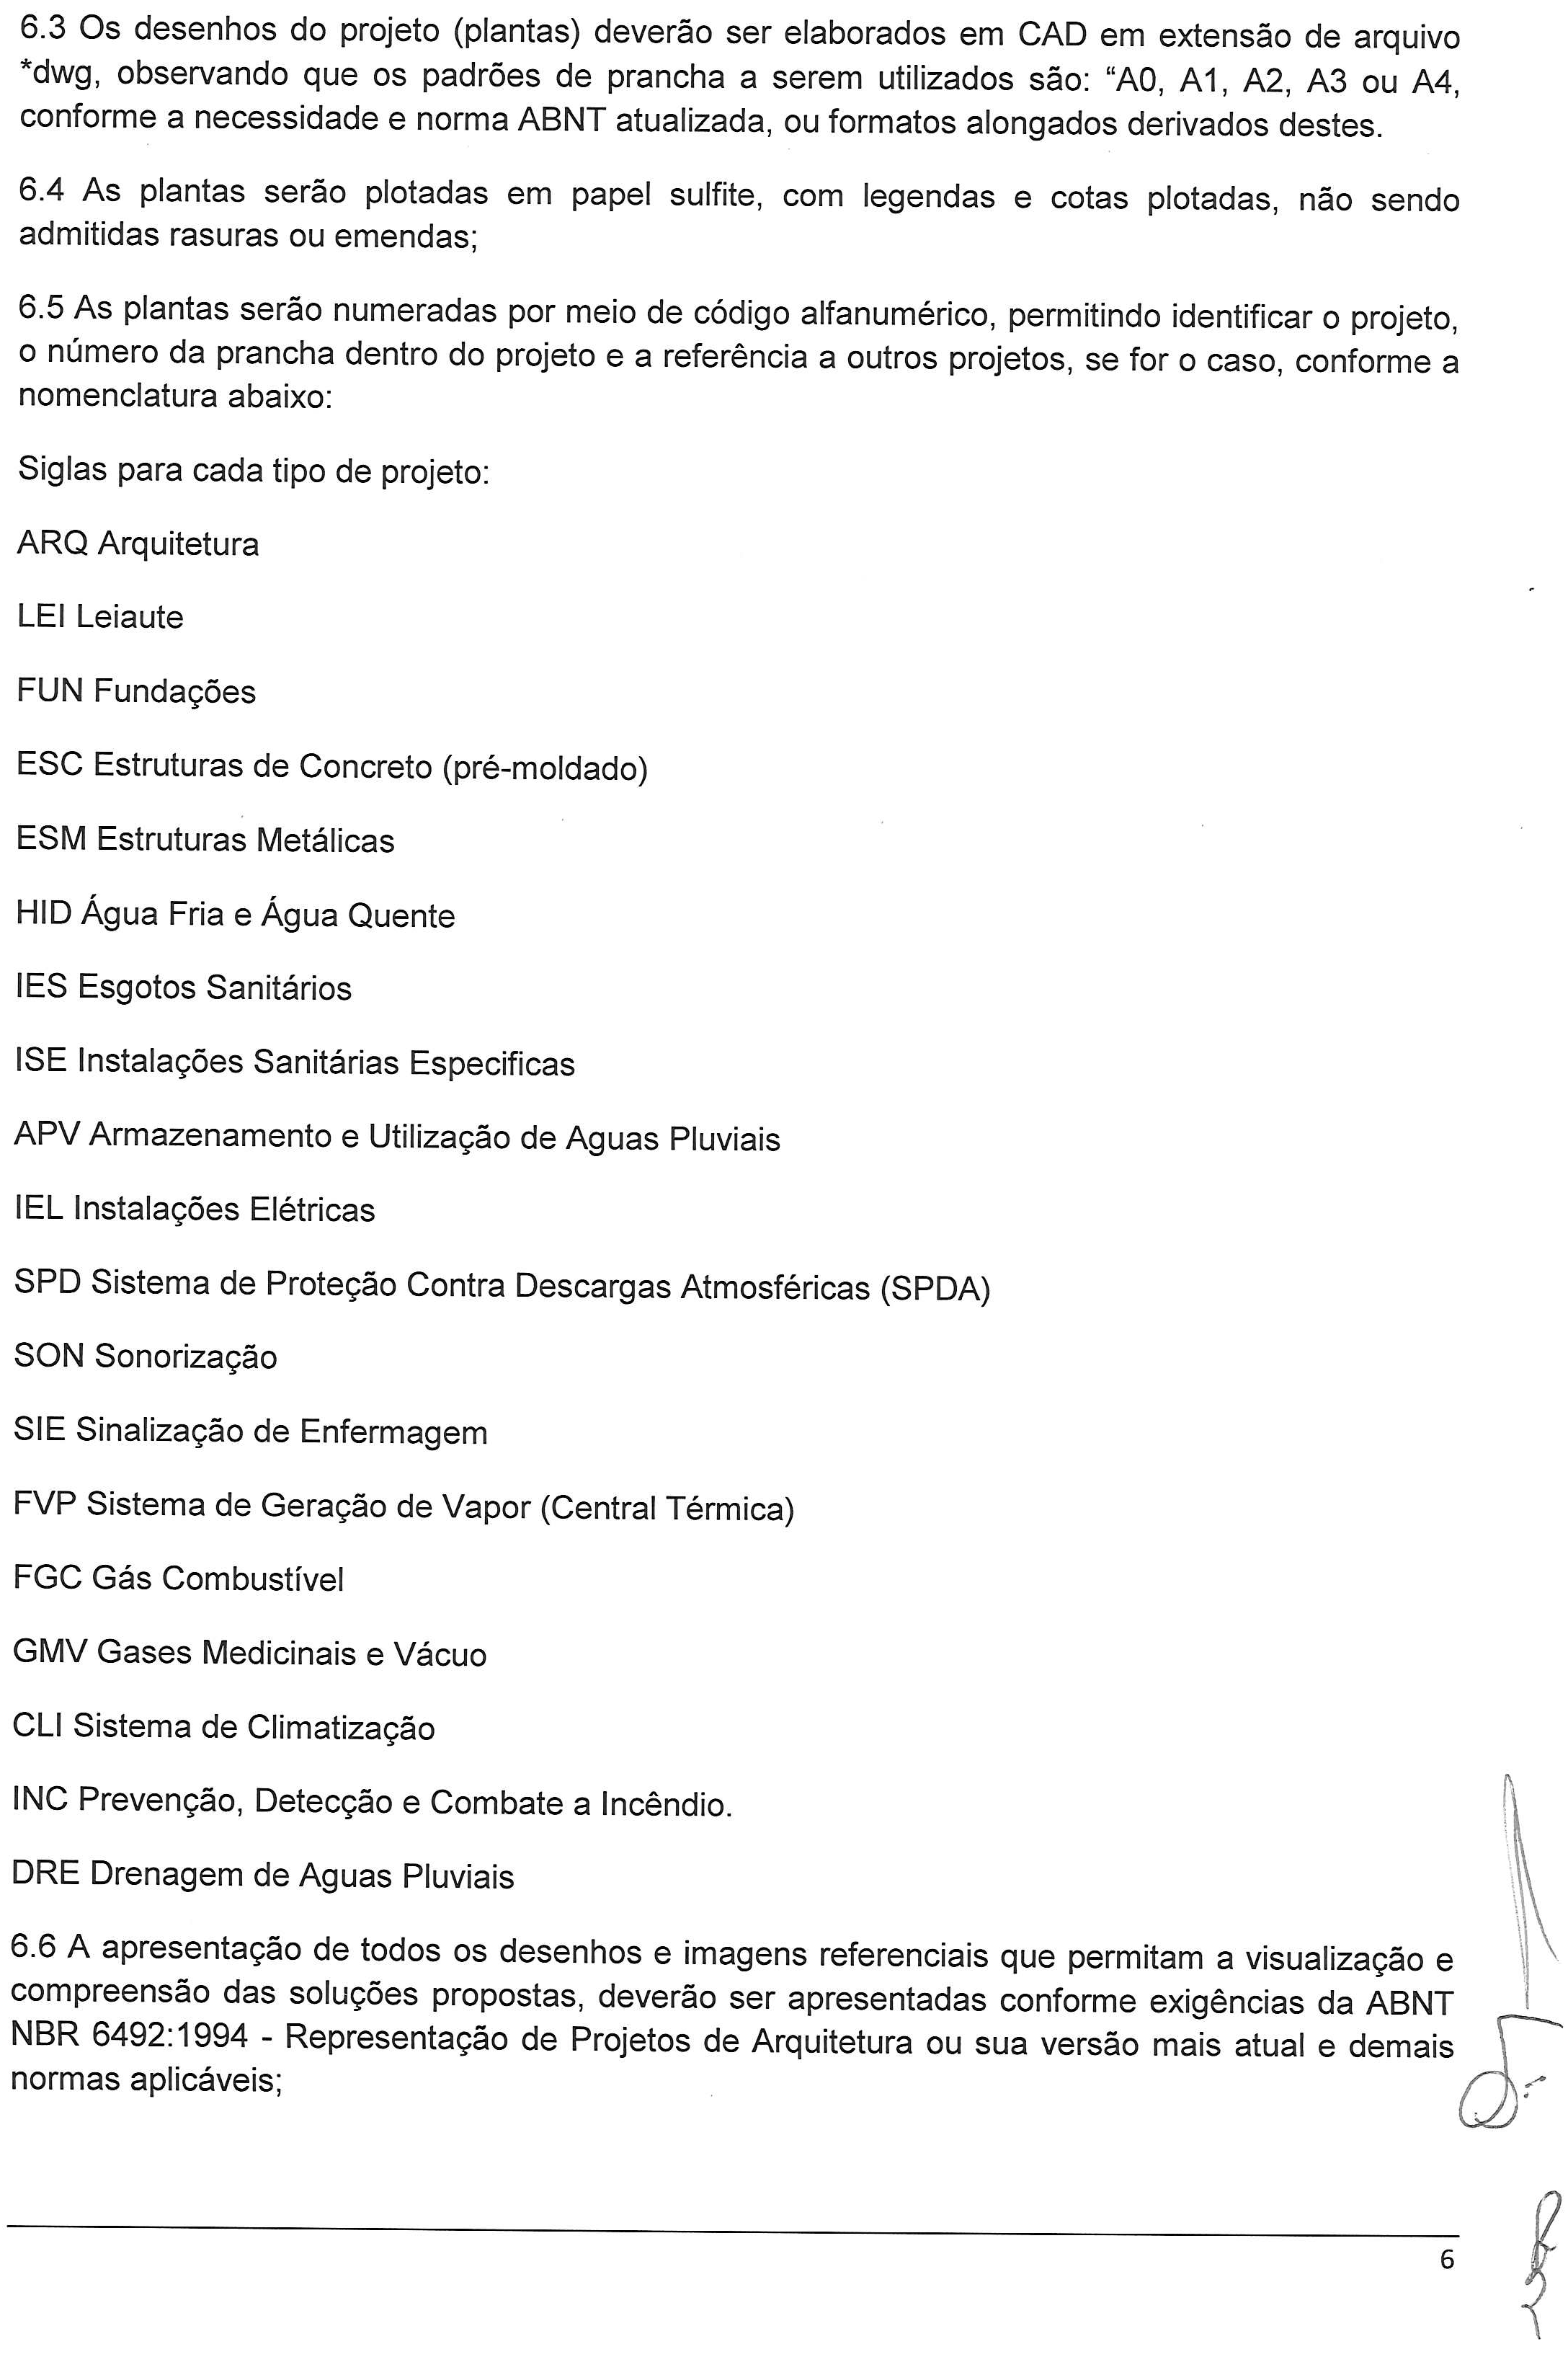 6.3 Os desenhos do projeto (plantas) deverão ser elaborados em CAD em extensão de arquivo
*dwg, observando que os padrões de prancha a serem utilizados são: “A0, A1, A2, A3 ou A4,
conforme a necessidade e norma ABNT atualizada, ou formatos alongados derivados destes.
6.4 As plantas serão plotadas em papel sulfite, com legendas e cotas plotadas, não sendo
admitidas rasuras ou emendas;
6.5 As plantas serão numeradas por meio de código alfanumérico, permitindo identificar o projeto,
o número da prancha dentro do projeto e a referência a outros projetos, se for o caso, conforme a
nomenclatura abaixo:
Siglas para cada tipo de projeto:
ARQ Arquitetura
LEI Leiaute
FUN Fundações
ESC Estruturas de Concreto (pré-moldado)
ESM Estruturas Metálicas
HID Água Fria e Água Quente
IES Esgotos Sanitários
ISE Instalações Sanitárias Especificas
APV Armazenamento e Utilização de Aguas Pluviais
IEL Instalações Elétricas
SPD Sistema de Proteção Contra Descargas Atmosféricas (SPDA)
SON Sonorização
SIE Sinalização de Enfermagem
FVP Sistema de Geração de Vapor (Central Térmica)
FGC Gás Combustível
GMV Gases Medicinais e Vácuo
CLI Sistema de Climatização
INC Prevenção, Detecção e Combate a Incêndio.
DRE Drenagem de Aguas Pluviais
6.6 A apresentação de todos os desenhos e imagens referenciais que permitam a visualização e
compreensão das soluções propostas, deverão ser apresentadas conforme exigências da ABNT
NBR 6492:1994 - Representação de Projetos de Arquitetura ou sua versão mais atual e demais
normas aplicáveis;
6